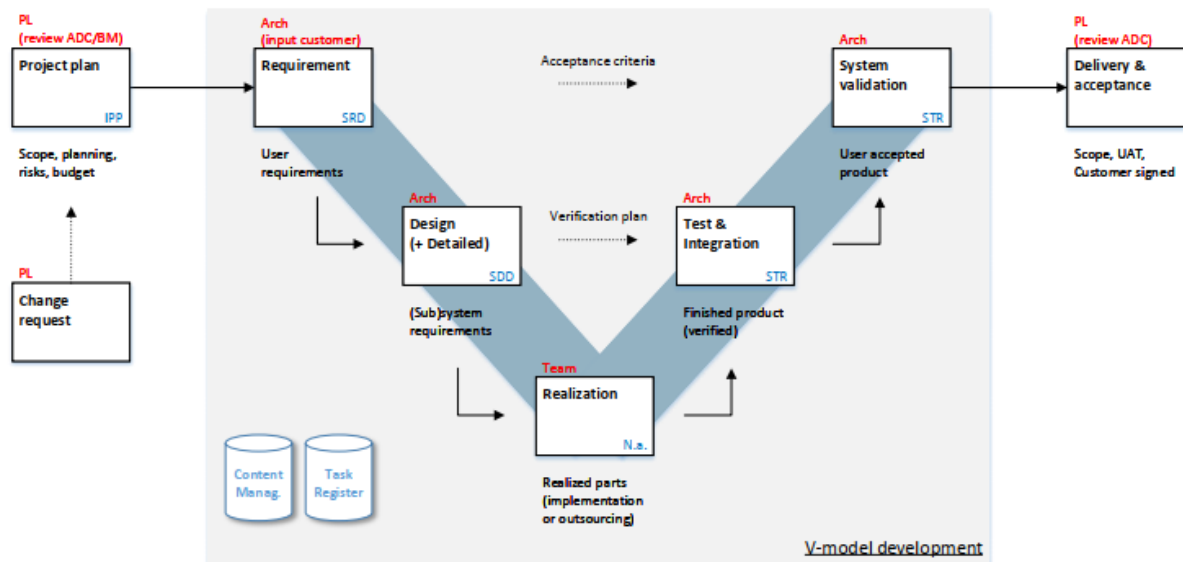 PL
(review ADC/BM)
Project plan
IPP
Scope, planning,
risks, budget
PL
Change
request
Arch
(input customer)
Requirement
SRD
User
requirements
Acceptance criteria
Arch
System
validation
STR
User accepted
product
PL
(review ADC)
Delivery &
acceptance
Scope, UAT,
Customer signed
Arch
Design
(+ Detailed)
SDD
(Sub)system
requirements
Verification plan
Arch
Test &
Integration
STR
Finished product
(verified)
Team
Realization
N.a.
Realized parts
(implementation
or outsourcing)
Content
Manag.
Task
Register
V-model development